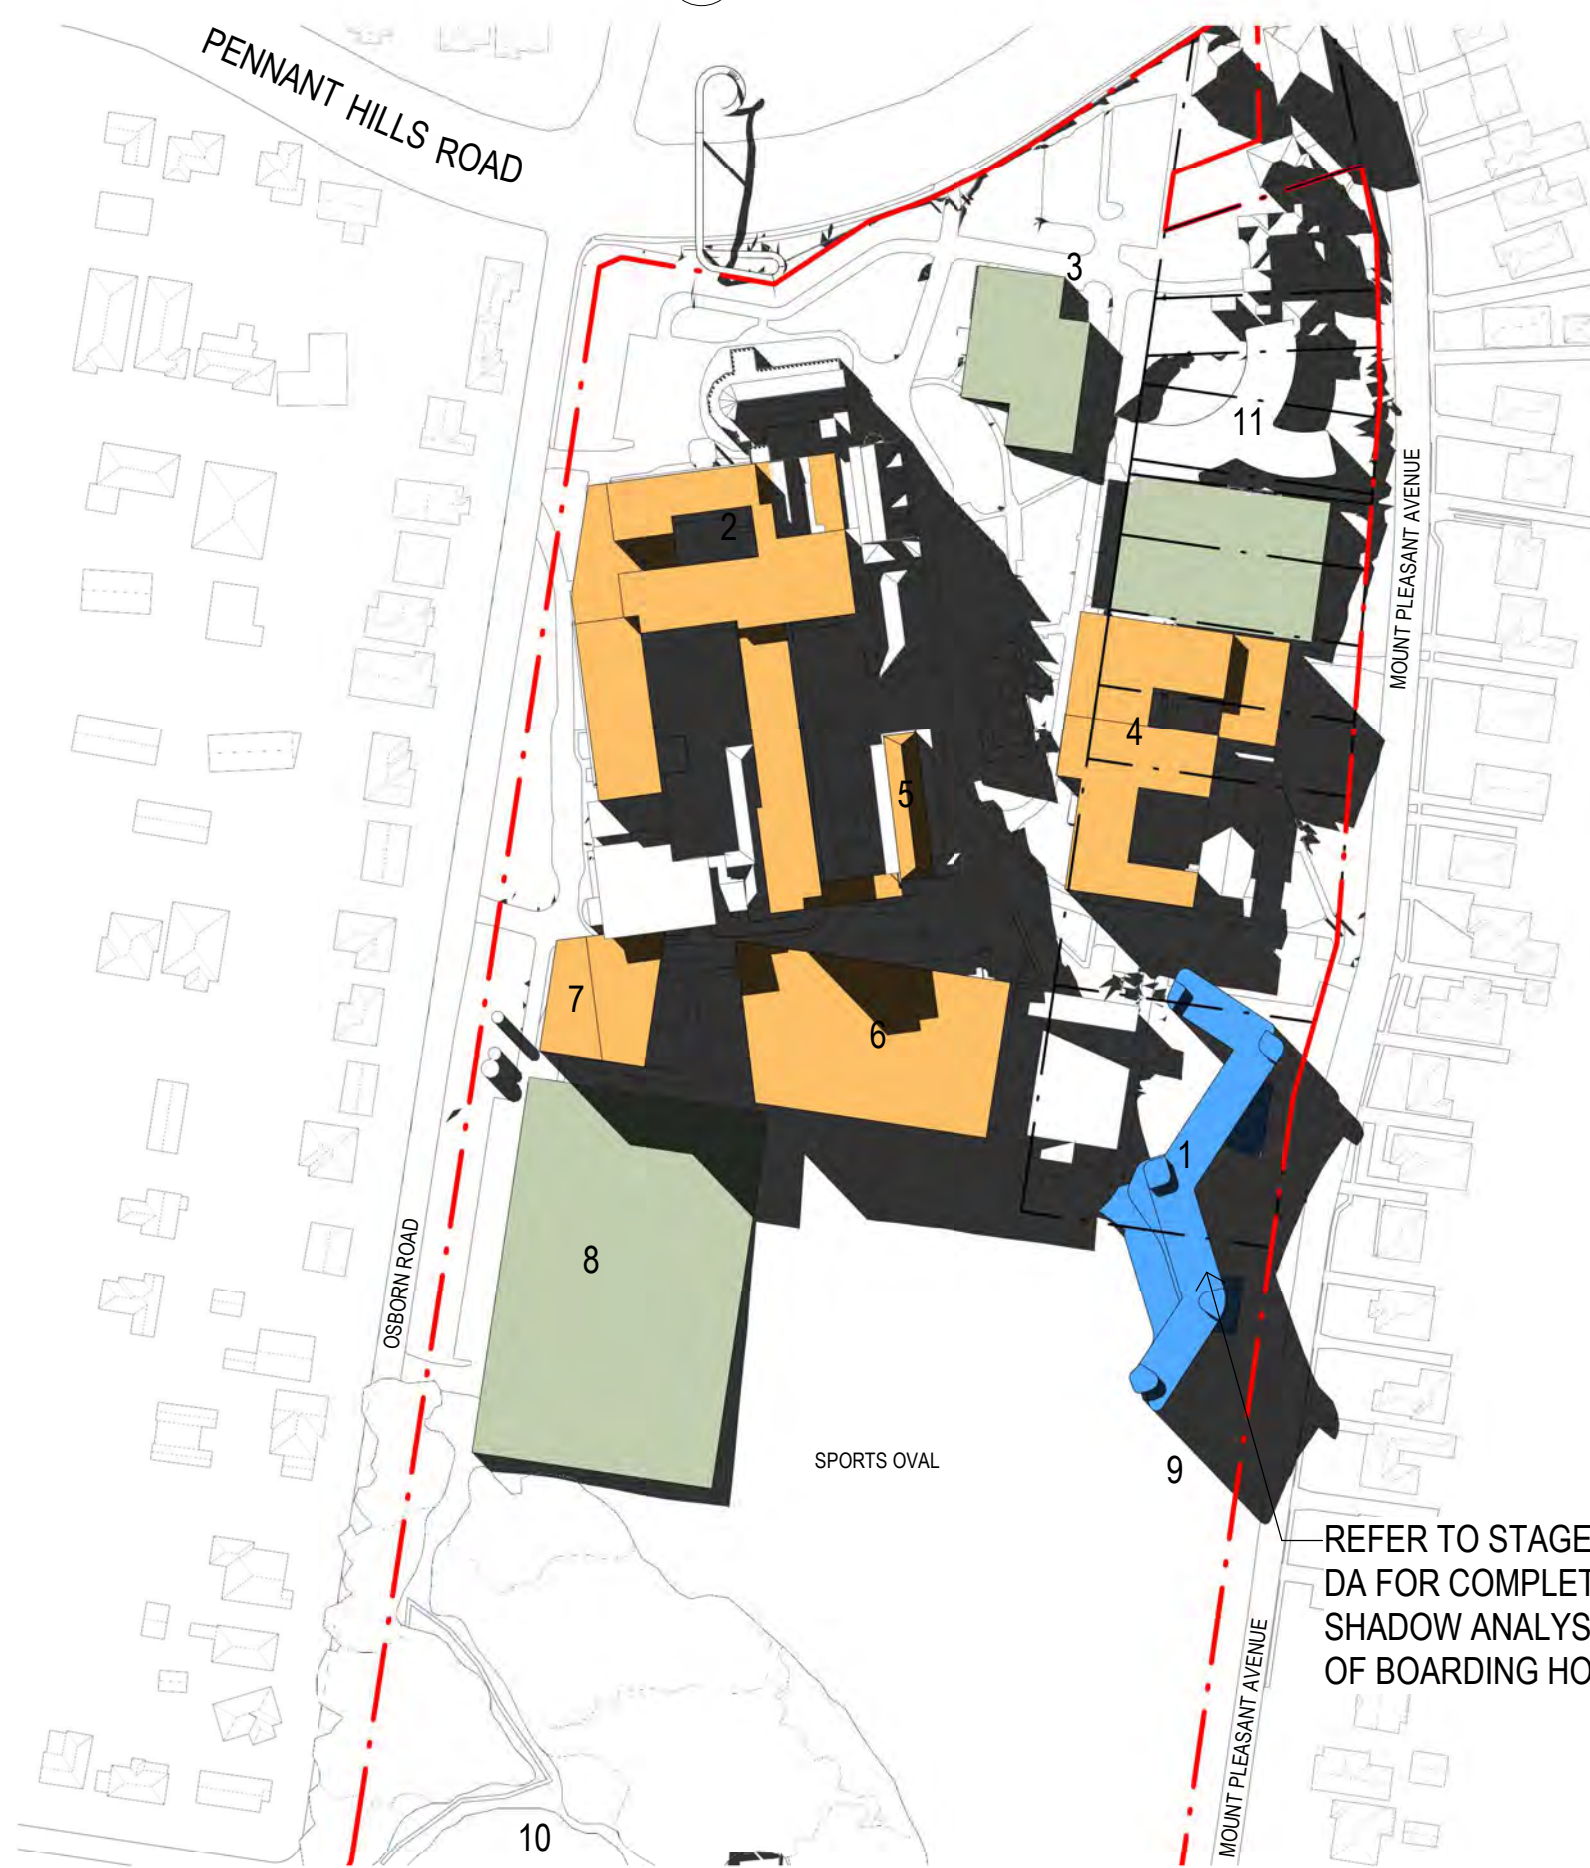 PENNANT HILLS ROAD
3
11
MOUNT PLEASANT AVENUE
2
4
5
7
6
1
8
OSBORN ROAD
SPORTS OVAL
9
REFER TO STAGE
DA FOR COMPLET
SHADOW ANALYS
OF BOARDING HO
MOUNT PLEASANT AVENUE
10